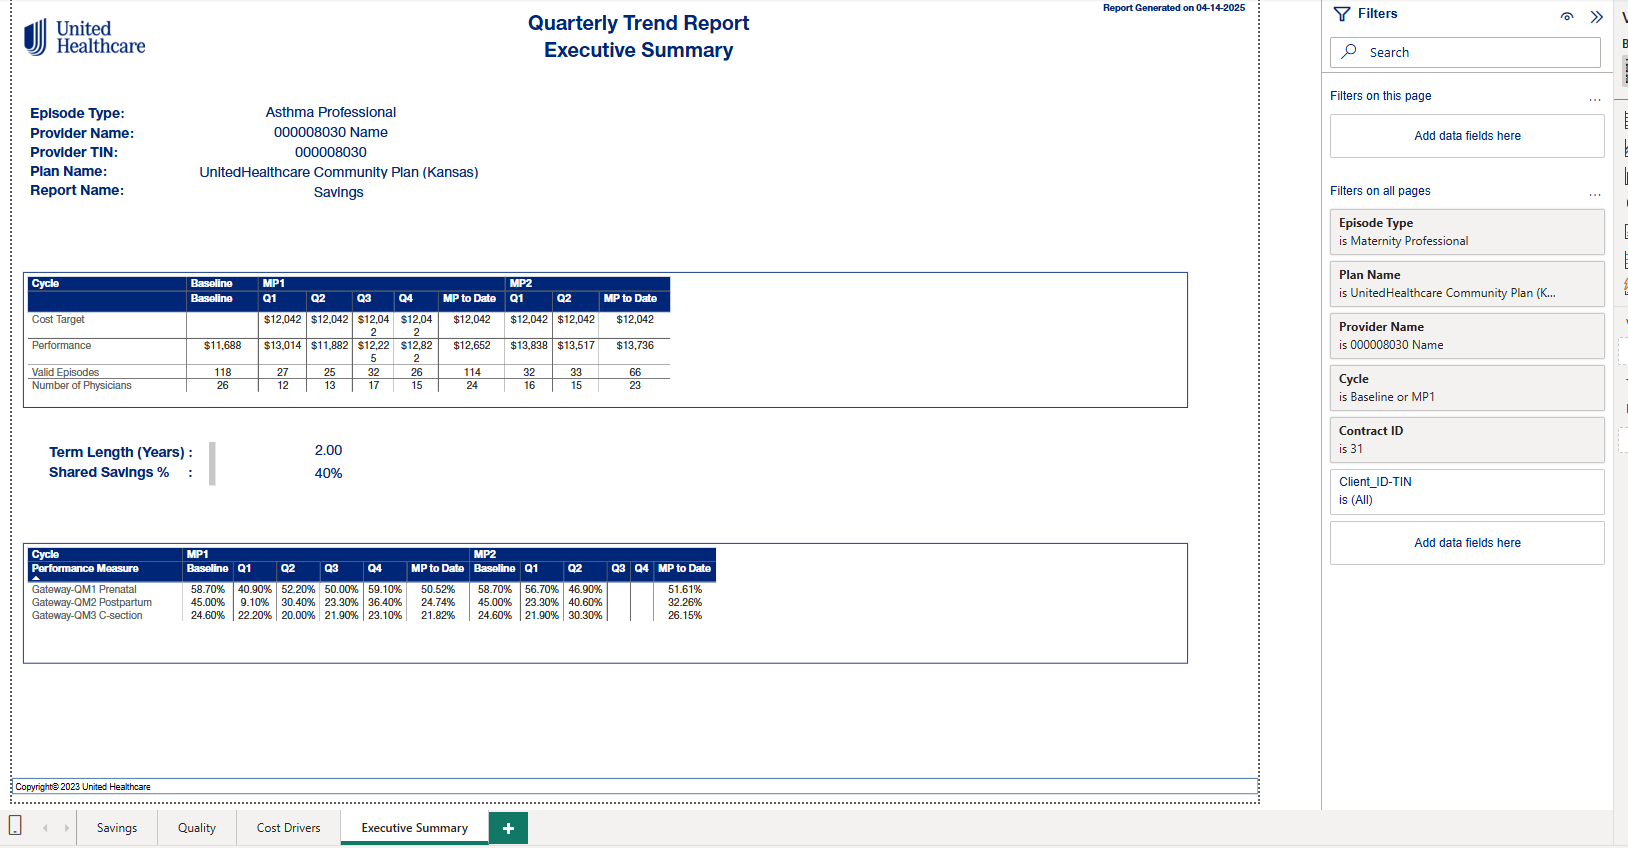 United
Healthcare
Quarterly Trend Report
Executive Summary
Report Generated on 04-14-2025
Episode Type: Asthma Professional
Provider Name: 000008030 Name
Provider TIN: 000008030
Plan Name: UnitedHealthcare Community Plan (Kansas)
Report Name: Savings
Cycle Baseline MP1 MP2
Baseline Q1 Q2 Q3 Q4 MP to Date Q1 Q2 MP to Date
Cost Target $12,042 $12,042 $12,04 $12,04 $12,042 $12,042 $12,042 $12,042
2 2
Performance $11,688 $13,014 $11,882 $12,22 $12,82 $12,652 $13,838 $13,517 $13,736
5 2
Valid Episodes 118 27 25 32 26 114 32 33 66
Number of Physicians 26 12 13 17 15 24 16 15 23
Term Length (Years) : 2.00
Shared Savings % : 40%
Cycle MP1 MP2
Performance Measure Baseline Q1 Q2 Q3 Q4 MP to Date Baseline Q1 Q2 Q3 Q4 MP to Date
Gateway-QM1 Prenatal 58.70% 40.90% 52.20% 50.00% 59.10% 50.52% 58.70% 56.70% 46.90% 51.61%
Gateway-QM2 Postpartum 45.00% 9.10% 30.40% 23.30% 36.40% 24.74% 45.00% 23.30% 40.60% 32.26%
Gateway-QM3 C-section 24.60% 22.20% 20.00% 21.90% 23.10% 21.82% 24.60% 21.90% 30.30% 26.15%
Copyright© 2023 United Healthcare
Savings Quality Cost Drivers Executive Summary +
Filters
Search
Filters on this page ...
Add data fields here
Filters on all pages ...
Episode Type
is Maternity Professional
Plan Name
is UnitedHealthcare Community Plan (K...
Provider Name
is 000008030 Name
Cycle
is Baseline or MP1
Contract ID
is 31
Client_ID-TIN
is (All)
Add data fields here